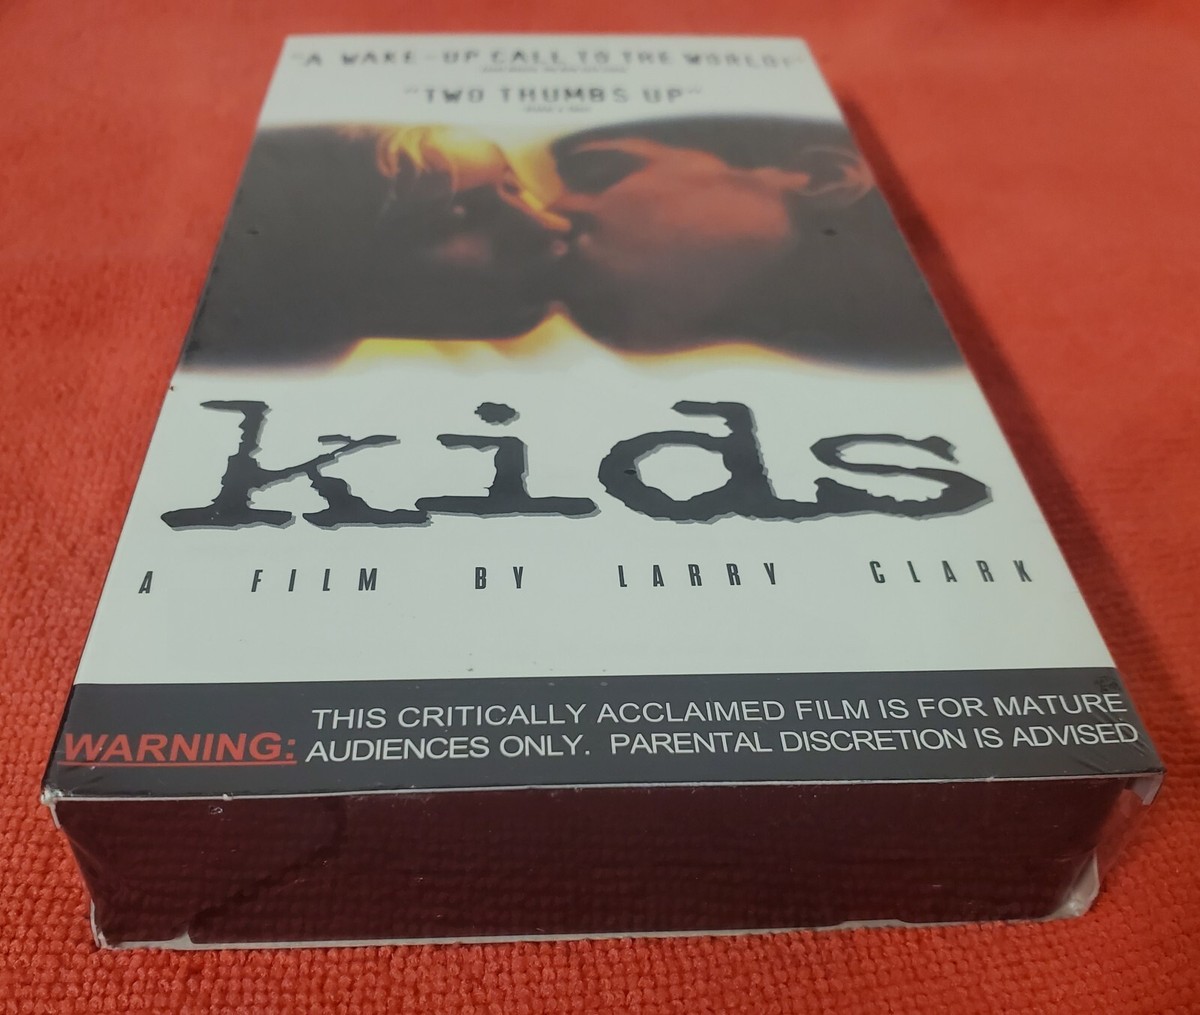 "A WAKE-UP CALL TO THE WORLD!"
"TWO THUMBS UP"
kids
A FILM BY LARRY CLARK
WARNING: THIS CRITICALLY ACCLAIMED FILM IS FOR MATURE
AUDIENCES ONLY. PARENTAL DISCRETION IS ADVISED